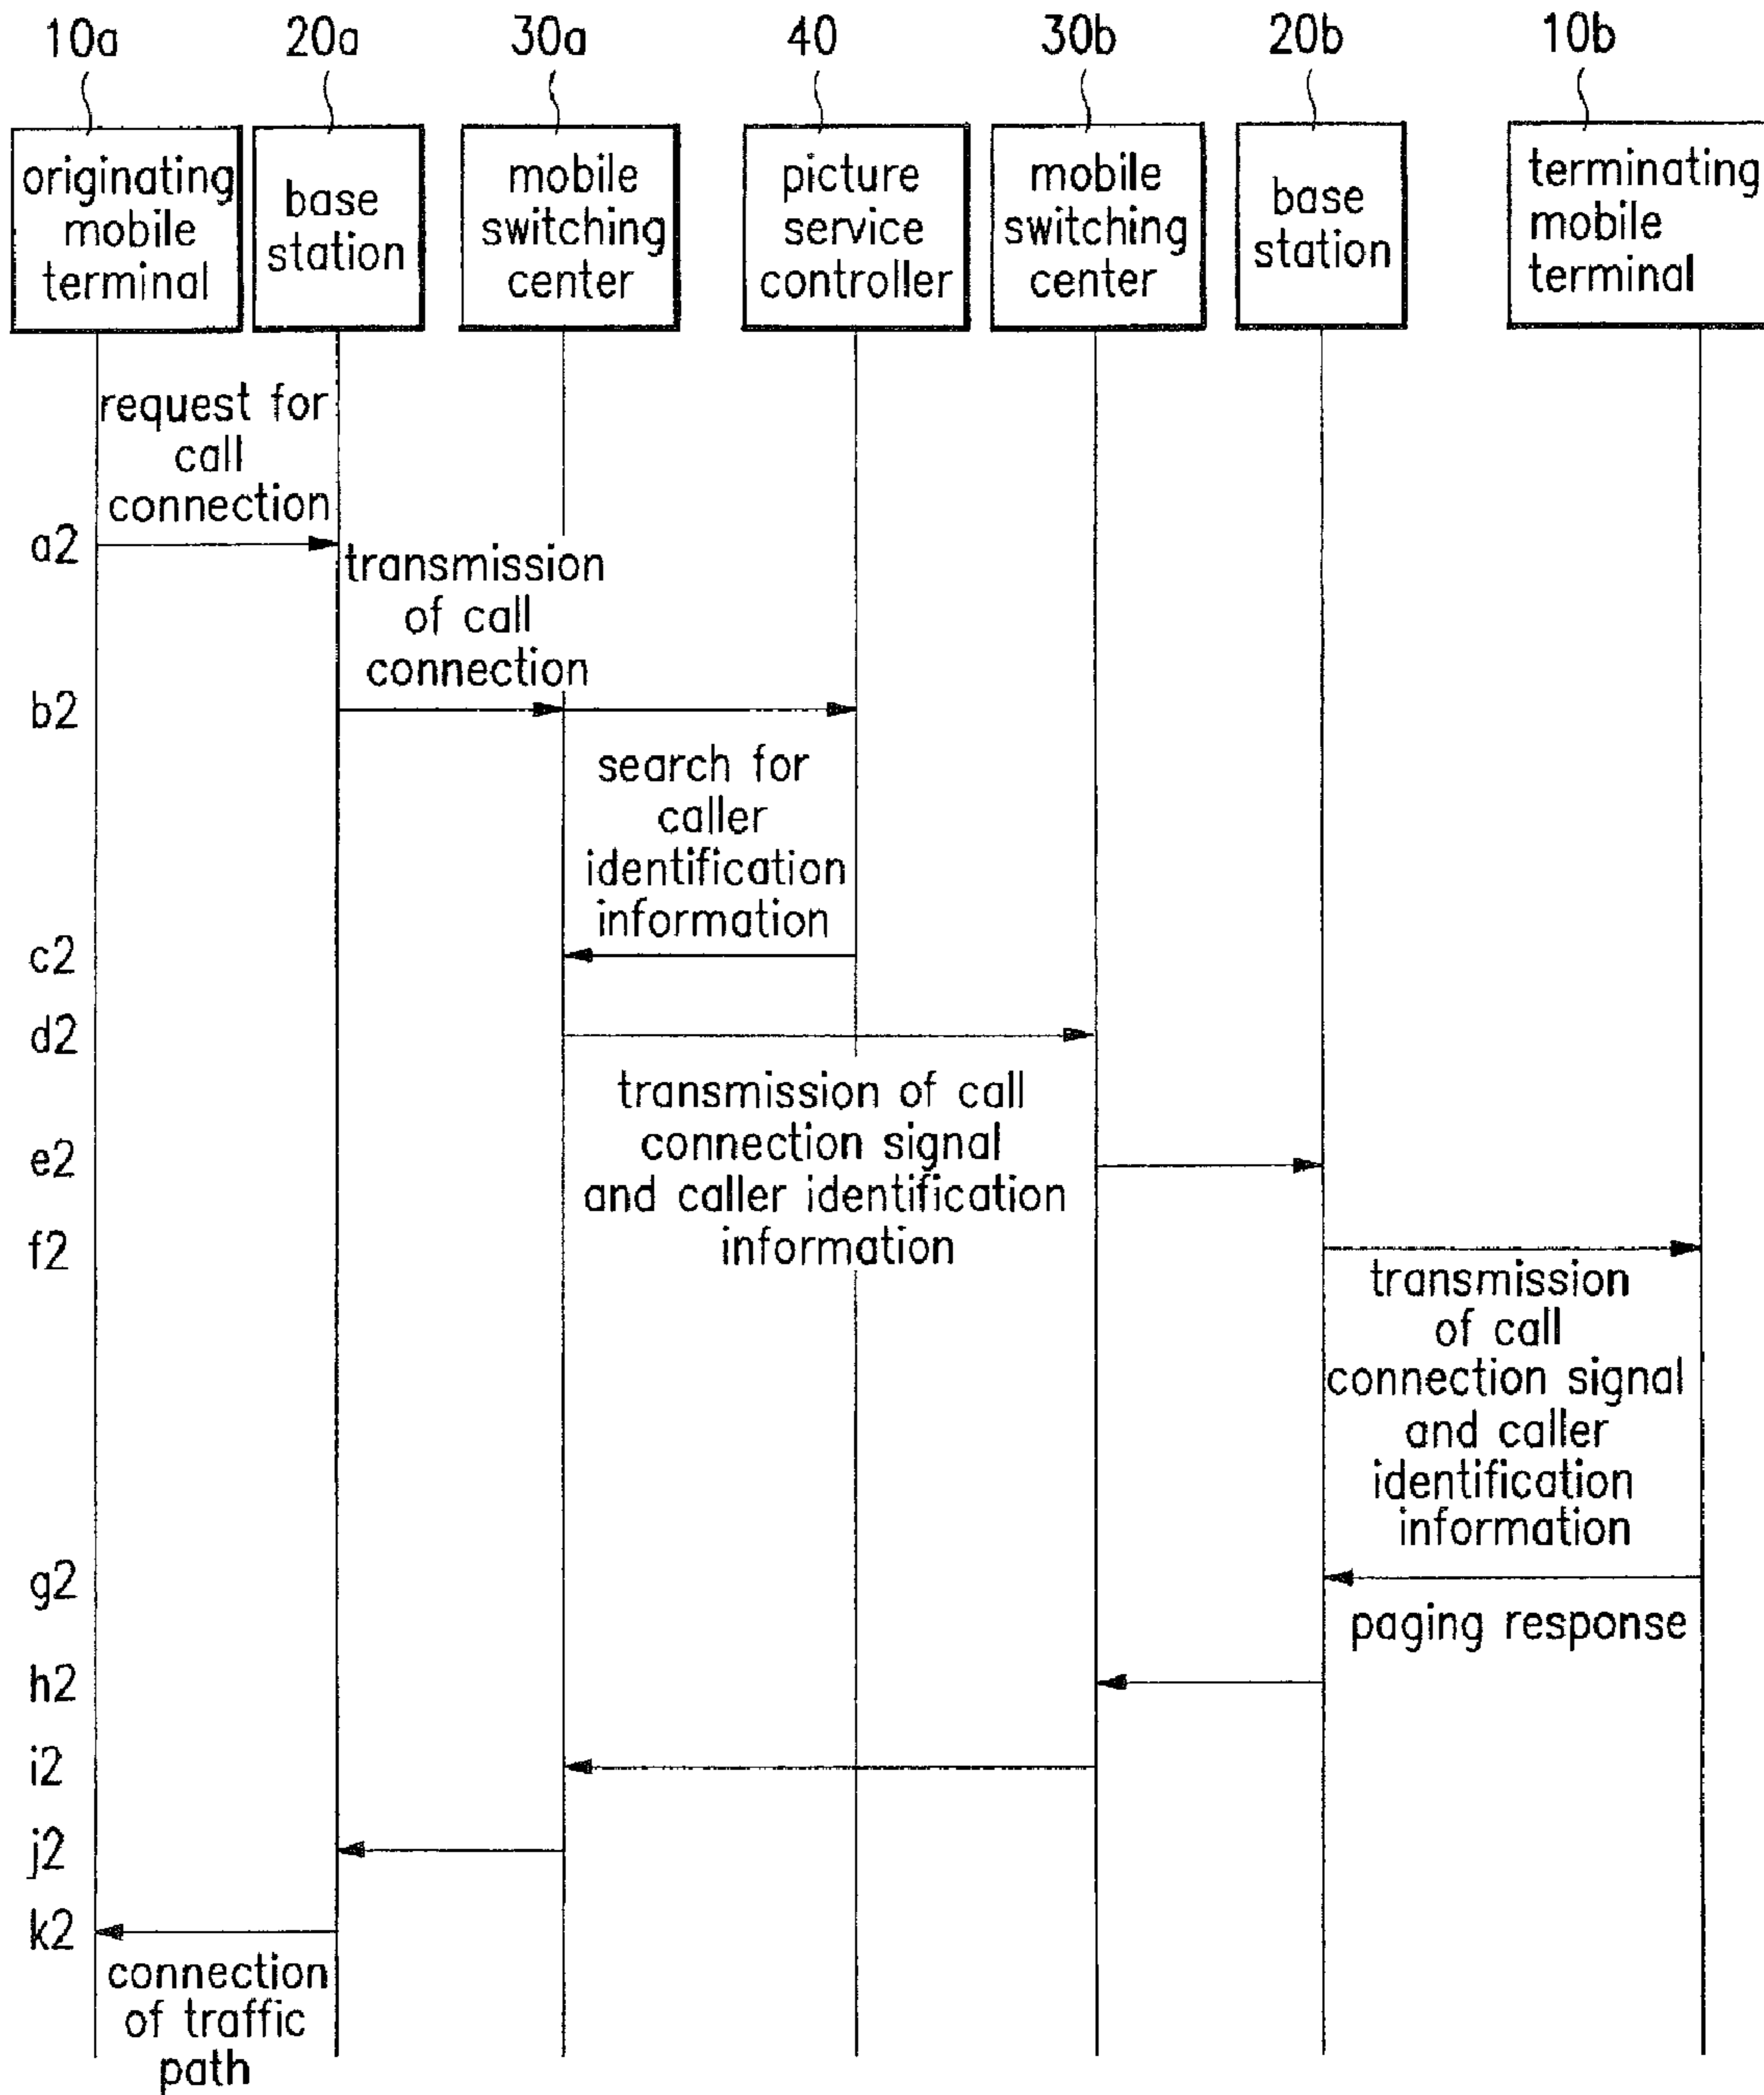 10a 20a 30a 40 30b 20b 10b
originating
mobile
terminal
base
station
mobile
switching
center
picture
service
controller
mobile
switching
center
base
station
terminating
mobile
terminal
request for
call
connection
a2
transmission
of call
connection
b2
search for
caller
identification
information
c2
d2
transmission of call
connection signal
and caller identification
information
e2
f2
transmission
of call
connection signal
and caller
identification
information
g2
paging response
h2
i2
j2
k2
connection
of traffic
path